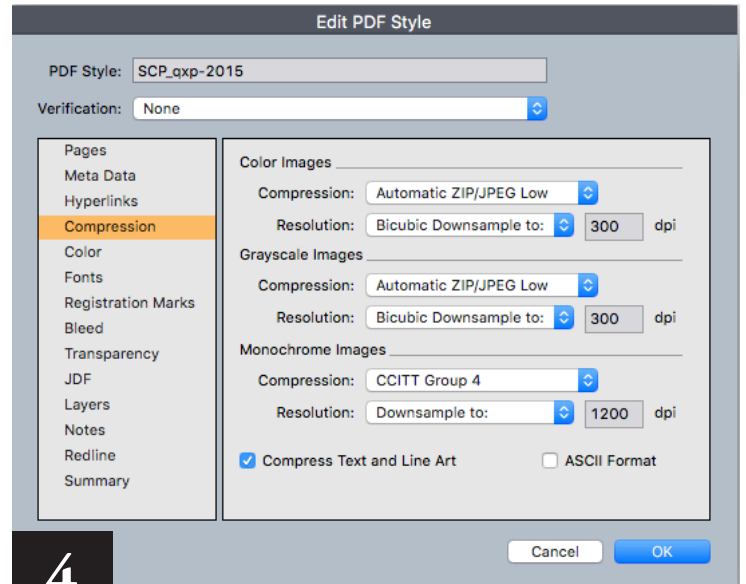 Edit PDF Style
PDF Style: SCP_qxp-2015
Verification: None
Pages
Meta Data
Hyperlinks
Compression
Color
Fonts
Registration Marks
Bleed
Transparency
JDF
Layers
Notes
Redline
Summary
Color Images
Compression: Automatic ZIP/JPEG Low
Resolution: Bicubic Downsample to: 300 dpi
Grayscale Images
Compression: Automatic ZIP/JPEG Low
Resolution: Bicubic Downsample to: 300 dpi
Monochrome Images
Compression: CCITT Group 4
Resolution: Downsample to: 1200 dpi
Compress Text and Line Art ASCII Format
Cancel OK
4